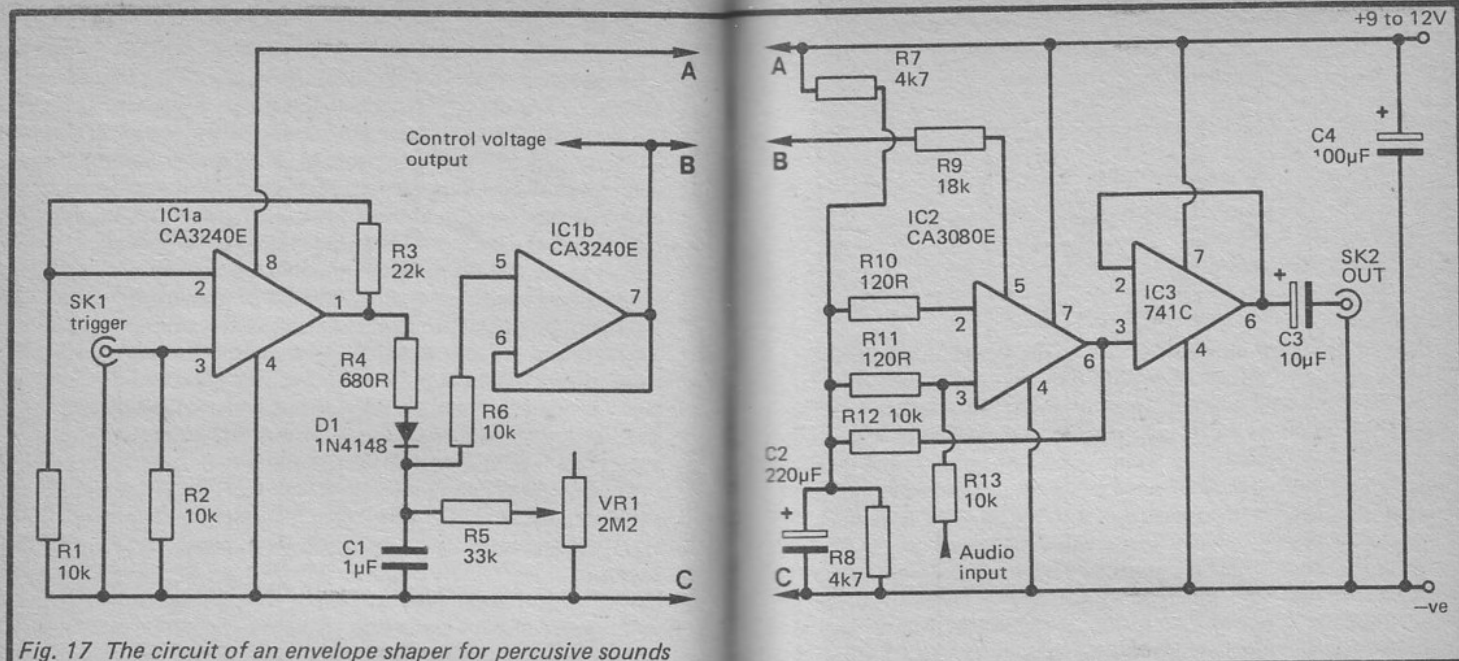 +9 to 12V
A
A
R7
4k7
Control voltage
output
B
B
R9
18k
C4
+
100µF
IC1a
CA3240E
8
R3
22k
IC1b
CA3240E
IC2
CA3080E
SK1
trigger
2
3
1
4
5
6
7
R10
120R
R11
120R
R12 10k
2
3
5
7
6
4
IC3
741C
2
3
7
4
6
SK2
OUT
+
C3
10µF
R4
680R
D1
1N4148
R6
10k
C2
220µF
+
R13
10k
R1
10k
R2
10k
C1
1µF
R5
33k
VR1
2M2
R8
4k7
Audio
input
C
C
–ve
Fig. 17 The circuit of an envelope shaper for percusive sounds